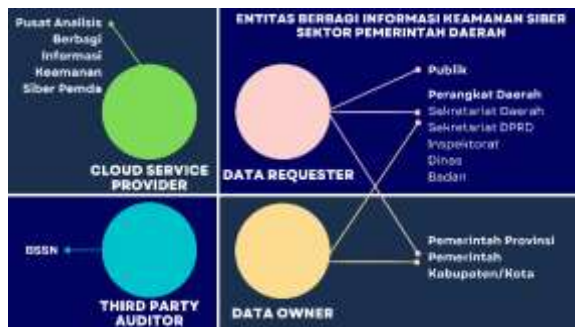 Pusat Analisis
Berbagi
Informasi
Keamanan
Siber Pemda
CLOUD SERVICE
PROVIDER
ENTITAS BERBAGI INFORMASI KEAMANAN SIBER
SEKTOR PEMERINTAH DAERAH
Publik
Perangkat Daerah
Sekretariat Daerah
Sekretariat DPRD
Inspektorat
Dinas
Badan
DATA REQUESTER
BSSN
THIRD PARTY
AUDITOR
Pemerintah Provinsi
Pemerintah
Kabupaten/Kota
DATA OWNER